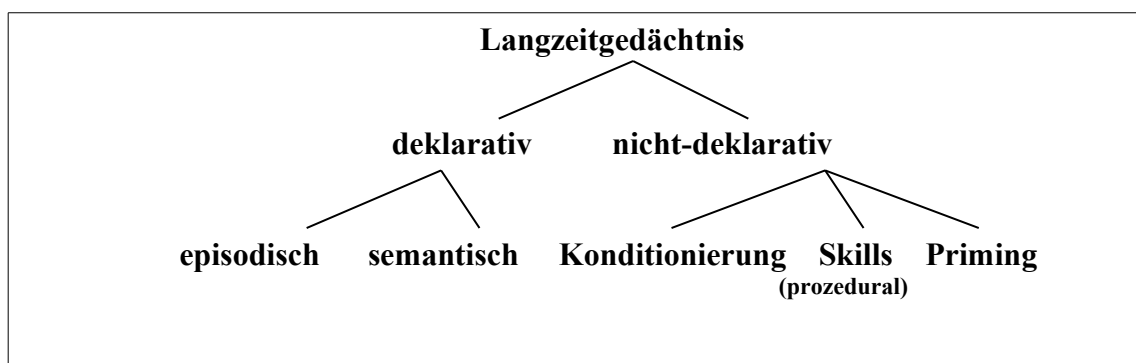 Langzeitgedächtnis
deklarativ nicht-deklarativ
episodisch semantisch Konditionierung Skills Priming
(prozedural)